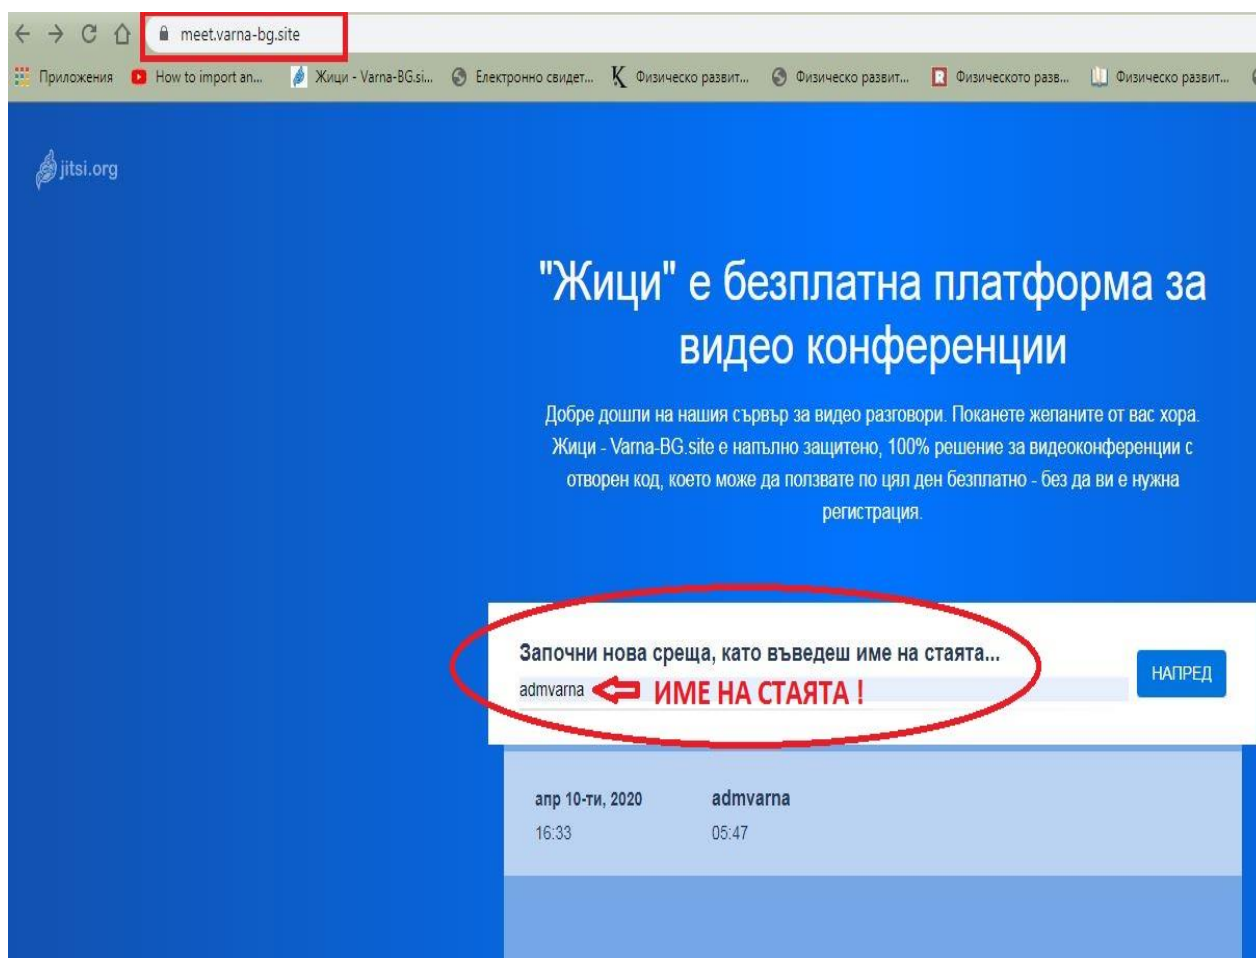 meet.varna-bg.site
Приложения How to import an... Жици - Varna-BG.si... Електронно свидет... Физическо развит... Физическо развит... Физическото разв... Физическо развит...
jitsi.org
"Жици" е безплатна платформа за
видео конференции
Добре дошли на нашия сървър за видео разговори. Поканете желаните от вас хора.
Жици - Varna-BG.site е напълно защитено, 100% решение за видеоконференции с
отворен код, което може да ползвате по цял ден безплатно - без да ви е нужна
регистрация.
Започни нова среща, като въведеш име на стаята...
admvarna ИМЕ НА СТАЯТА !
НАПРЕД
апр 10-ти, 2020 admvarna
16:33 05:47